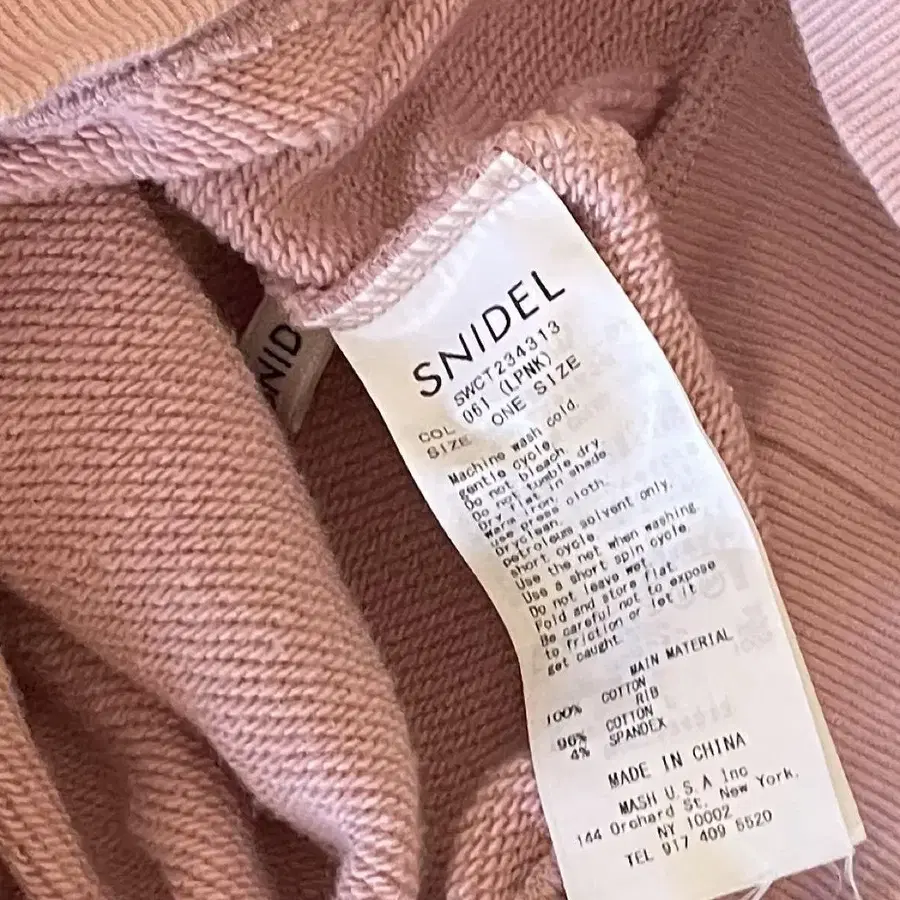 SNIDEL
SWCT234313
COL 061 (LPNK)
SIZE ONE SIZE
Machine wash cold.
gentle cycle
Do not bleach
Do not tumble dry
Dry flat in shade
Warm iron.
use press cloth.
Dryclean.
petroleum solvent only.
short cycle.
Use the net when washing.
Use a short spin cycle.
Do not leave wet.
Fold and store flat.
Be careful not to expose
to friction or let it
get caught.
MAIN MATERIAL
100% COTTON
RIB
96% COTTON
4% SPANDEX
MADE IN CHINA
MASH U.S.A Inc
144 Orchard St. New York.
NY 10002
TEL 917 409 5520
SNID